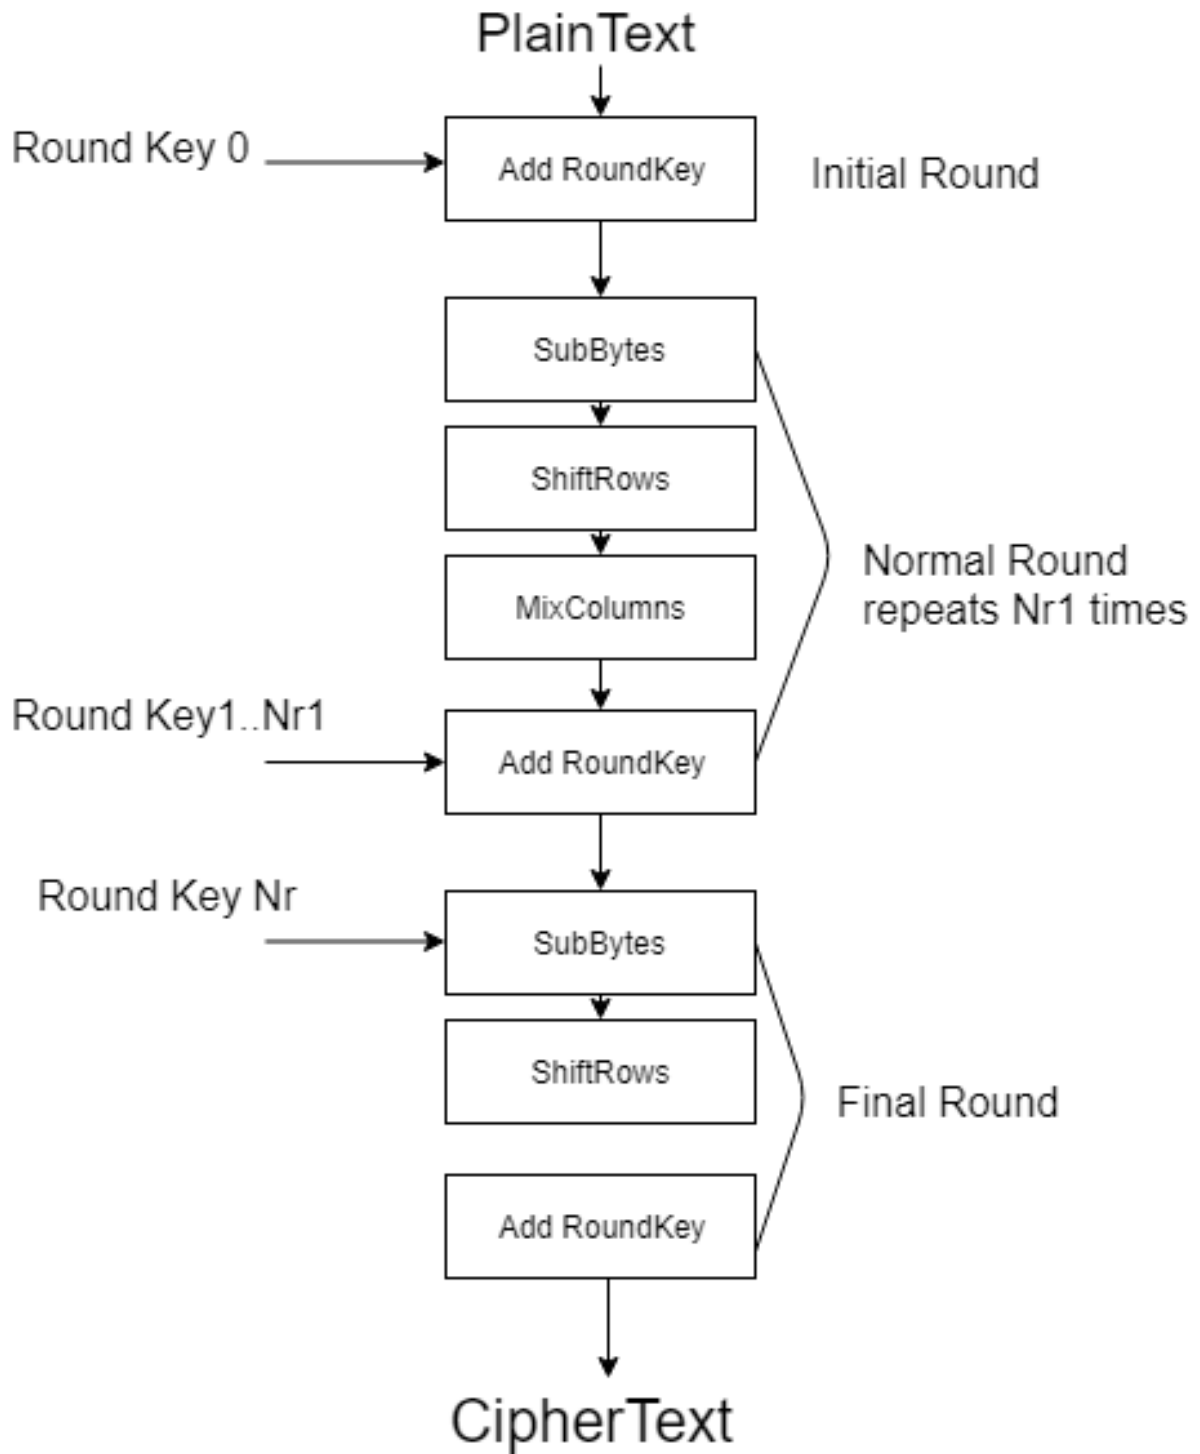 PlainText
Round Key 0
Add RoundKey
Initial Round
SubBytes
ShiftRows
MixColumns
Normal Round
repeats Nr1 times
Round Key1..Nr1
Add RoundKey
Round Key Nr
SubBytes
ShiftRows
Final Round
Add RoundKey
CipherText